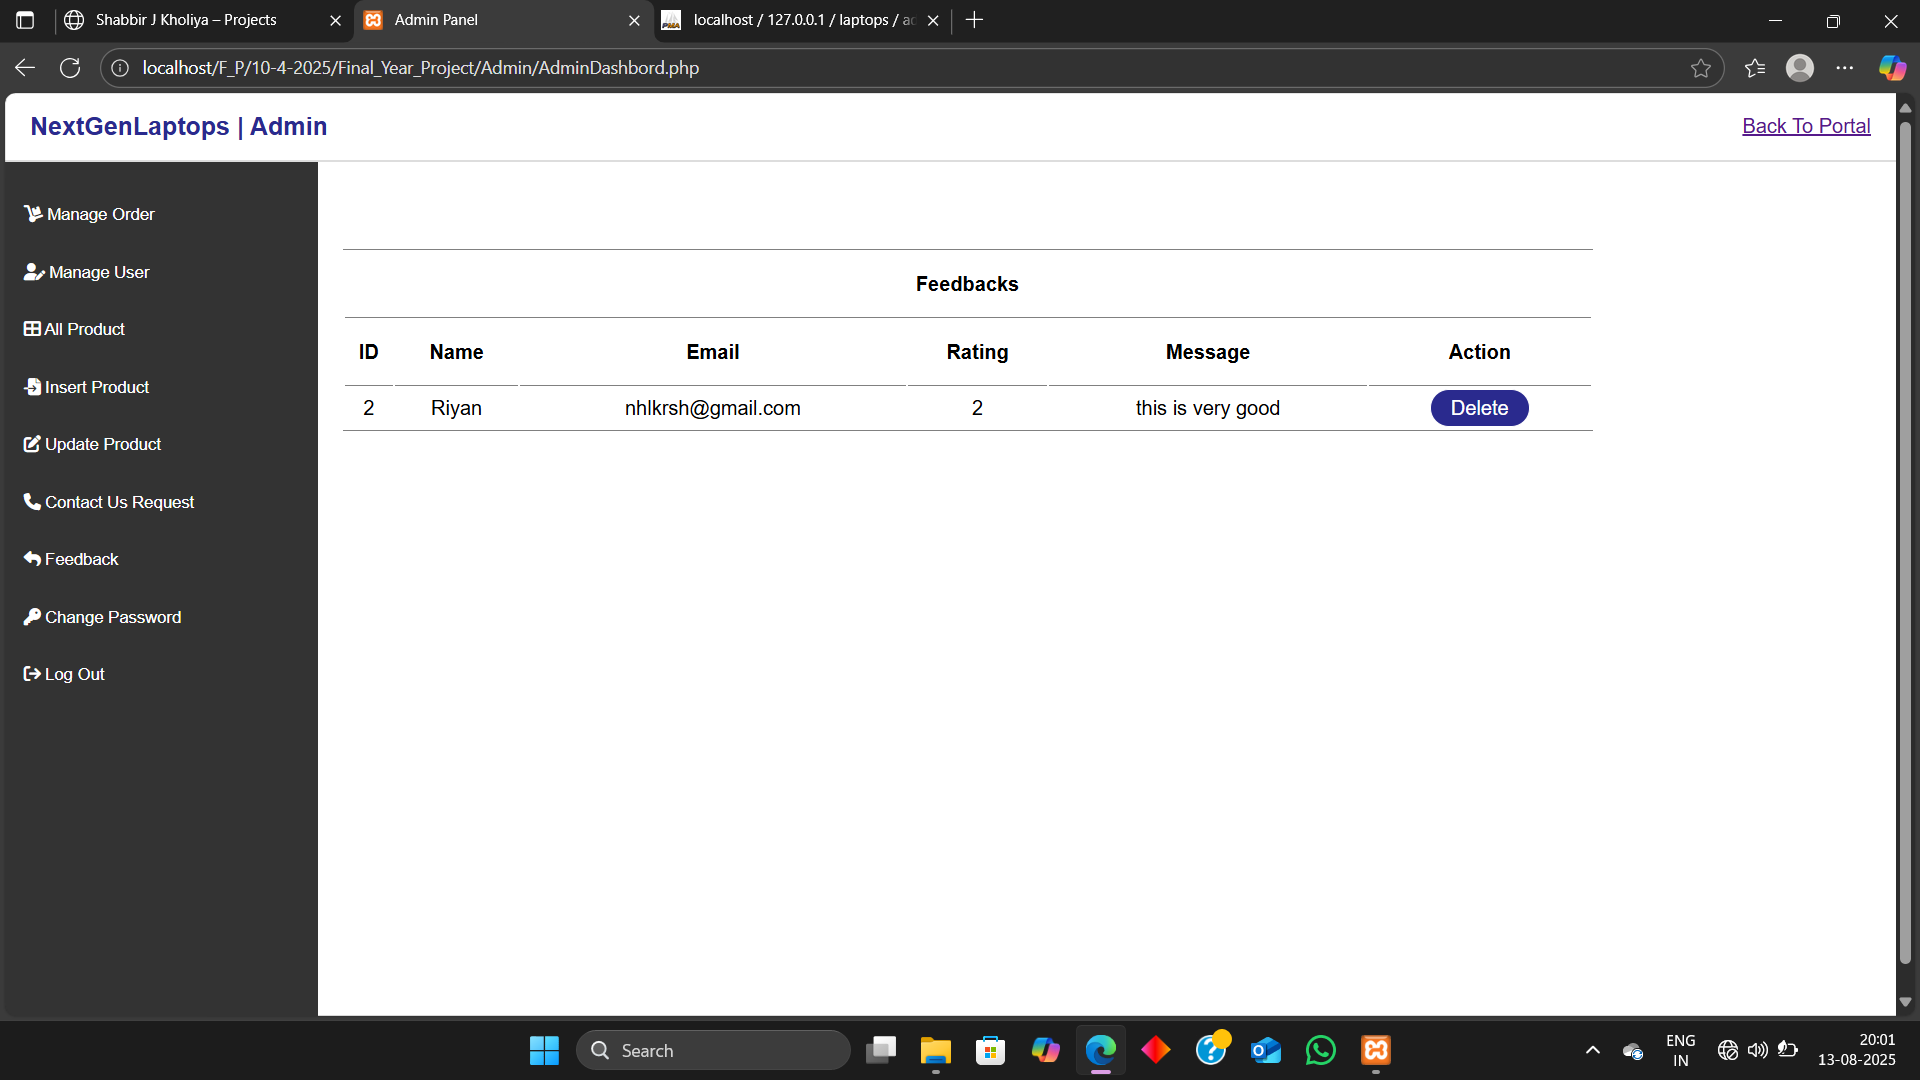 Shabbir J Kholiya – Projects
Admin Panel
localhost / 127.0.0.1 / laptops /
localhost/F_P/10-4-2025/Final_Year_Project/Admin/AdminDashbord.php
NextGenLaptops | Admin
Back To Portal
Manage Order
Manage User
All Product
Insert Product
Update Product
Contact Us Request
Feedback
Change Password
Log Out
Feedbacks
ID Name Email Rating Message Action
2 Riyan nhlkrsh@gmail.com 2 this is very good Delete
Search
ENG
IN
20:01
13-08-2025